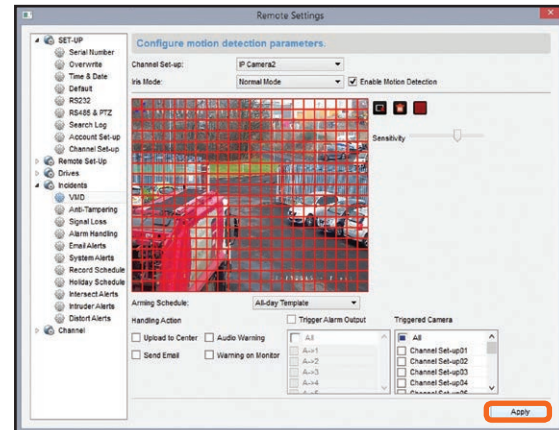 Remote Settings
SET-UP
Serial Number
Overwrite
Time & Date
Default
RS232
RS485 & PTZ
Search Log
Account Set-up
Channel Set-up
Remote Set-Up
Drives
Incidents
VMD
Anti-Tampering
Signal Loss
Alarm Handling
Email Alerts
System Alerts
Record Schedule
Holiday Schedule
Intersect Alerts
Intruder Alerts
Distort Alerts
Channel
Configure motion detection parameters.
Channel Set-up: IP Camera2
Iris Mode: Normal Mode Enable Motion Detection
Sensitivity
Arming Schedule: All-day Template
Handling Action Trigger Alarm Output Triggered Camera
Upload to Center Audio Warning All All
Send Email Warning on Monitor A->1 Channel Set-up01
A->2 Channel Set-up02
A->3 Channel Set-up03
A->4 Channel Set-up04
Apply